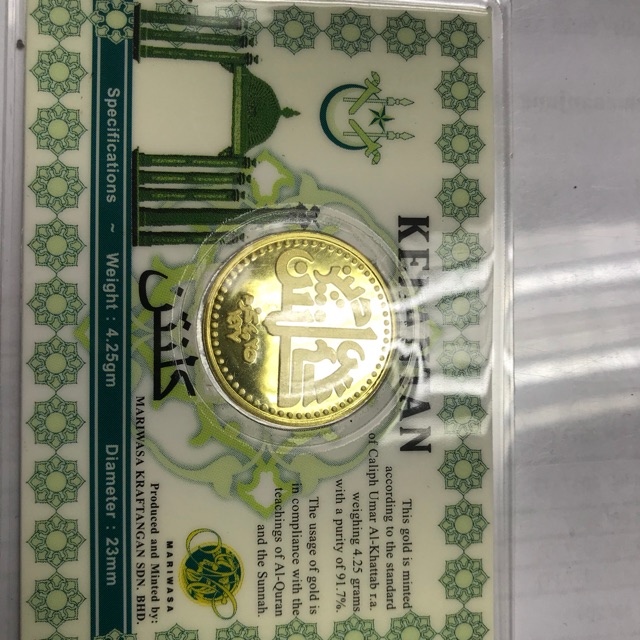 KELANTAN
This gold is minted
according to the standard
of Caliph Umar Al-Khattab r.a.
weighing 4.25 grams
with a purity of 91.7%.
The usage of gold is
in compliance with the
teachings of Al-Quran
and the Sunnah.
كلنتن
MARIWASA
Produced and Minted by:
MARIWASA KRAFTANGAN SDN. BHD.
Specifications ~ Weight : 4.25gm Diameter : 23mm